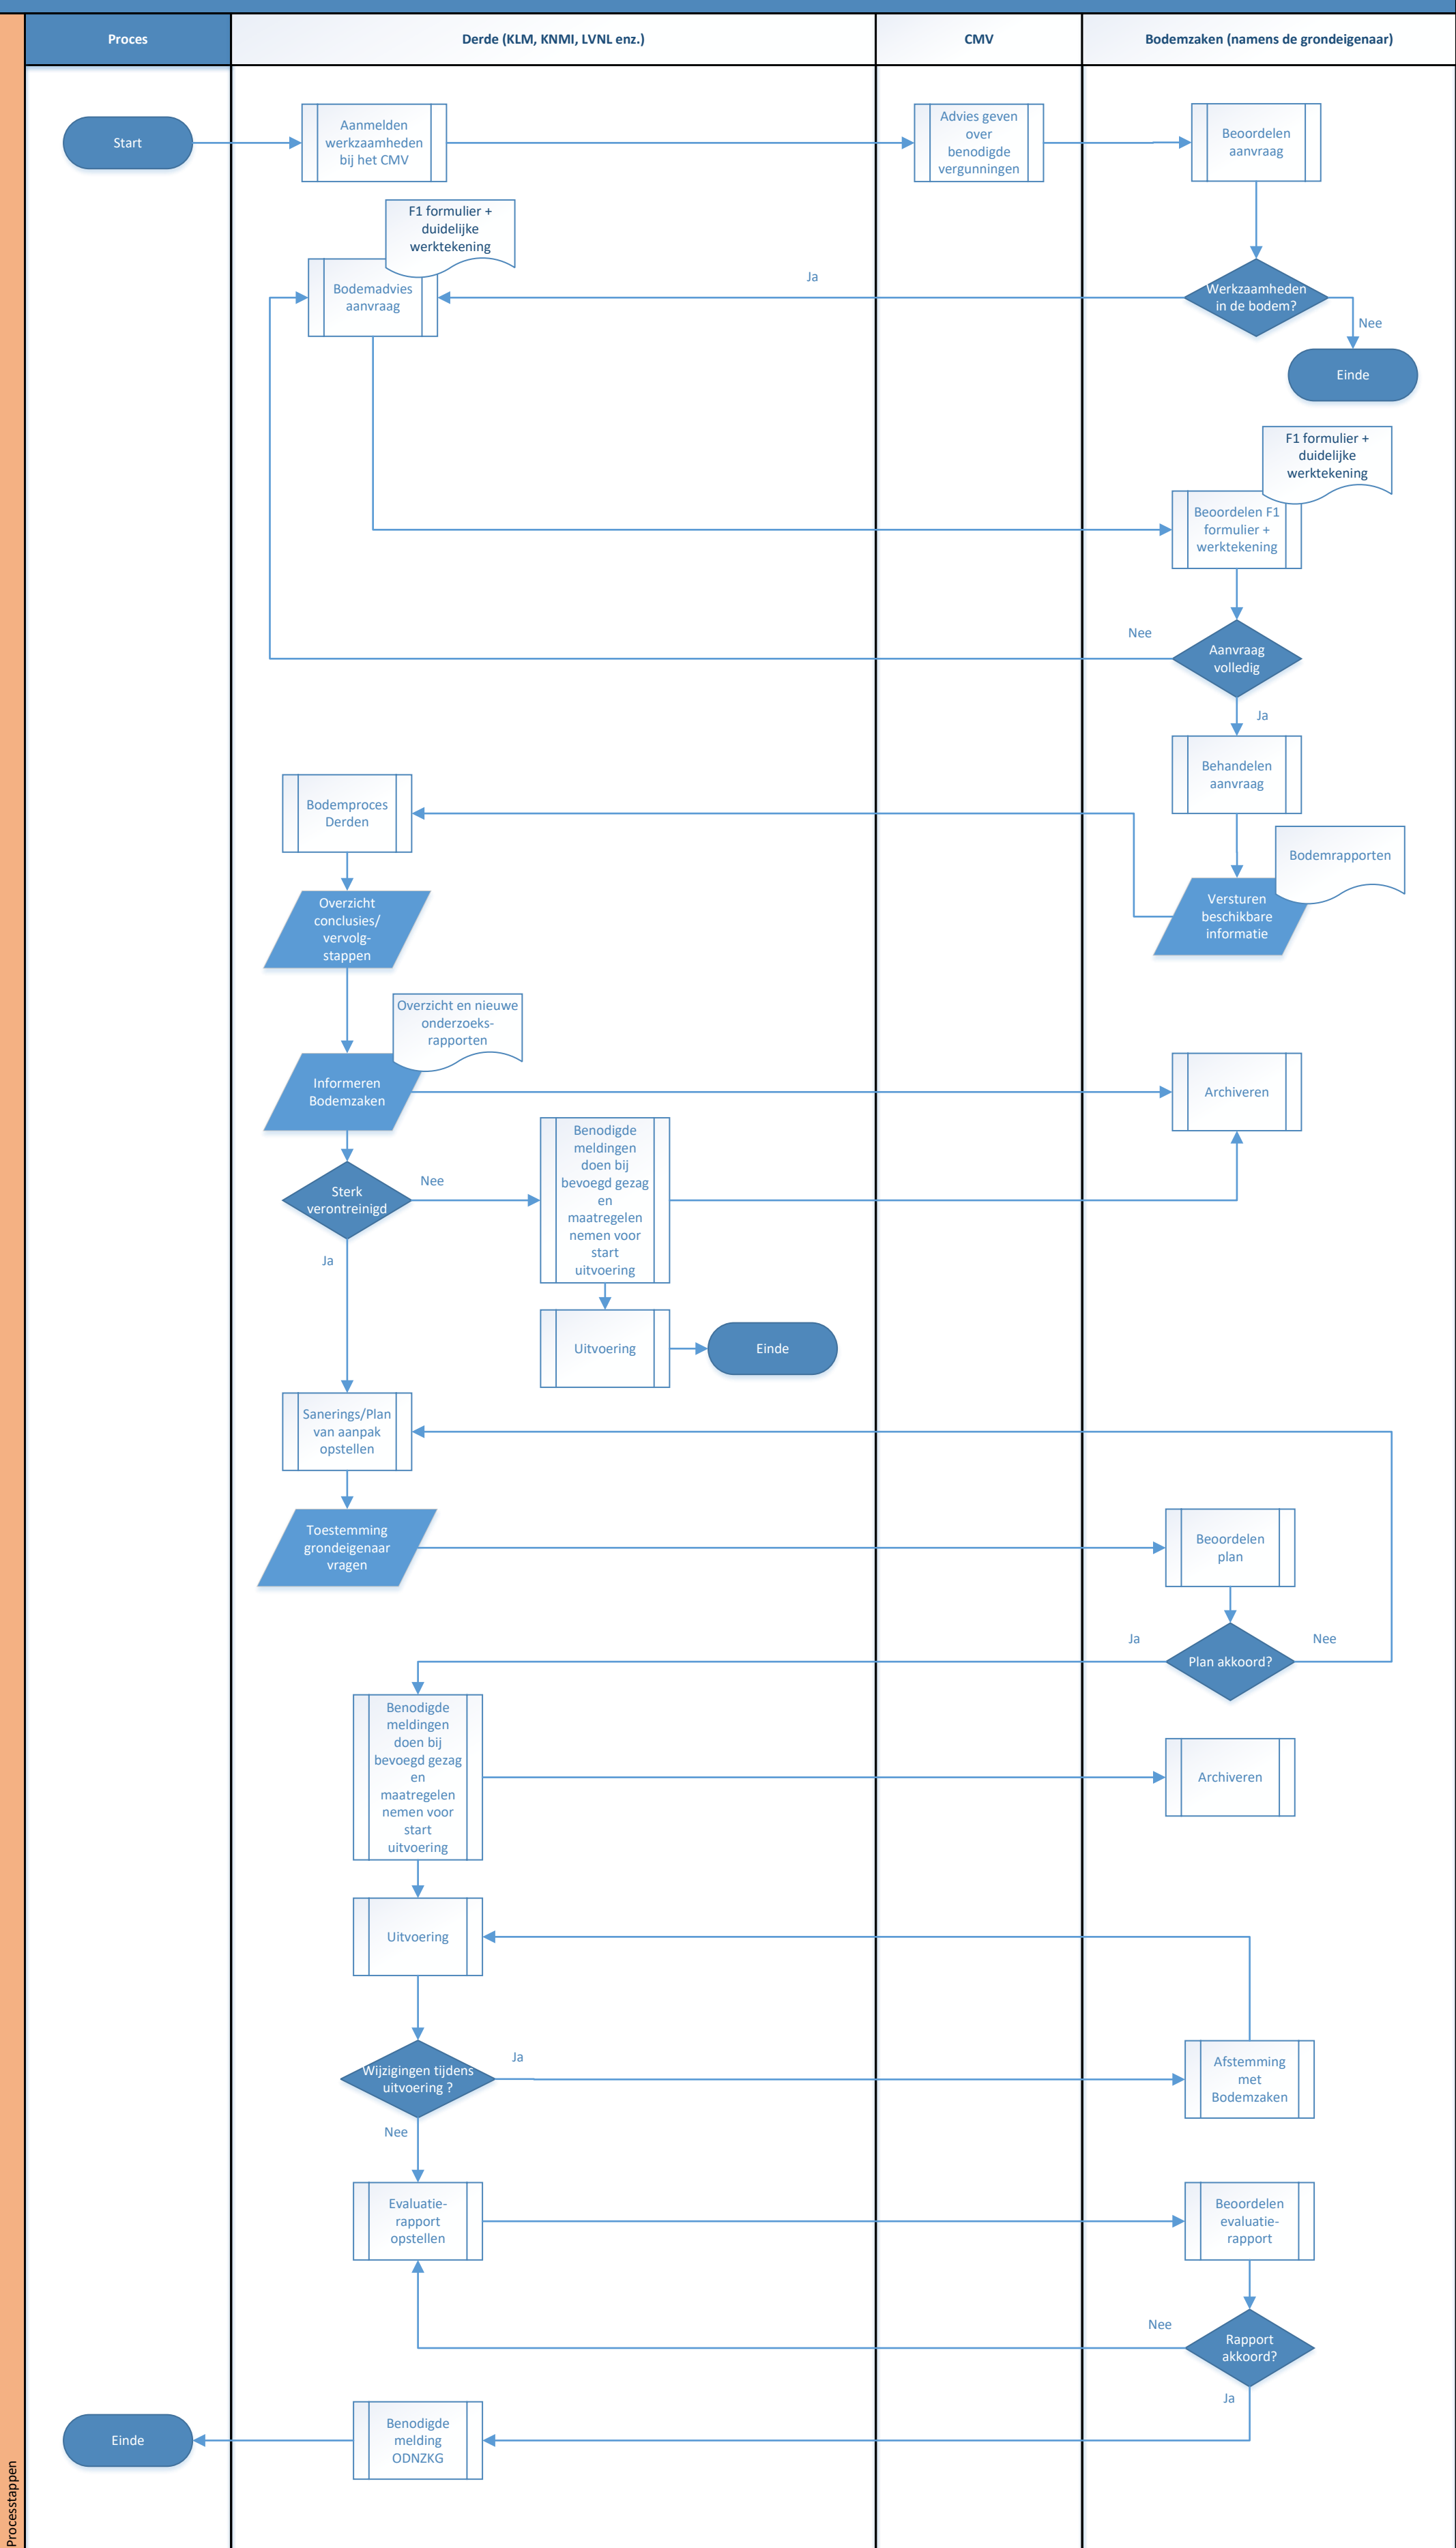 Proces
Derde (KLM, KNMI, LVNL enz.)
CMV
Bodemzaken (namens de grondeigenaar)
Start
Aanmelden
werkzaamheden
bij het CMV
Advies geven
over
benodigde
vergunningen
Beoordelen
aanvraag
F1 formulier +
duidelijke
werktekening
Bodemadvies
aanvraag
Ja
Werkzaamheden
in de bodem?
Nee
Einde
F1 formulier +
duidelijke
werktekening
Beoordelen F1
formulier +
werktekening
Nee
Aanvraag
volledig
Ja
Behandelen
aanvraag
Bodemproces
Derden
Bodemrapporten
Versturen
beschikbare
informatie
Overzicht
conclusies/
vervolg-
stappen
Overzicht en nieuwe
onderzoeks-
rapporten
Informeren
Bodemzaken
Archiveren
Sterk
verontreinigd
Nee
Benodigde
meldingen
doen bij
bevoegd gezag
en
maatregelen
nemen voor
start
uitvoering
Ja
Uitvoering
Einde
Sanerings/Plan
van aanpak
opstellen
Toestemming
grondeigenaar
vragen
Beoordelen
plan
Ja
Plan akkoord?
Nee
Benodigde
meldingen
doen bij
bevoegd gezag
en
maatregelen
nemen voor
start
uitvoering
Archiveren
Uitvoering
Wijzigingen tijdens
uitvoering ?
Ja
Afstemming
met
Bodemzaken
Nee
Evaluatie-
rapport
opstellen
Beoordelen
evaluatie-
rapport
Nee
Rapport
akkoord?
Ja
Benodigde
melding
ODNZKG
Einde
Processtappen